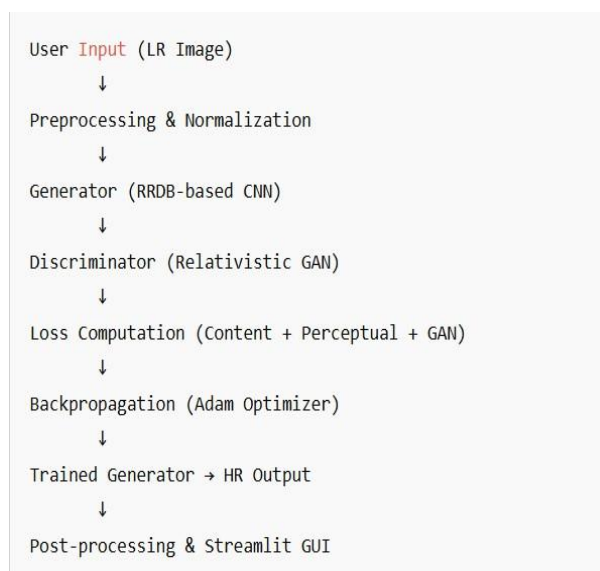 User Input (LR Image)
↓
Preprocessing & Normalization
↓
Generator (RRDB-based CNN)
↓
Discriminator (Relativistic GAN)
↓
Loss Computation (Content + Perceptual + GAN)
↓
Backpropagation (Adam Optimizer)
↓
Trained Generator → HR Output
↓
Post-processing & Streamlit GUI